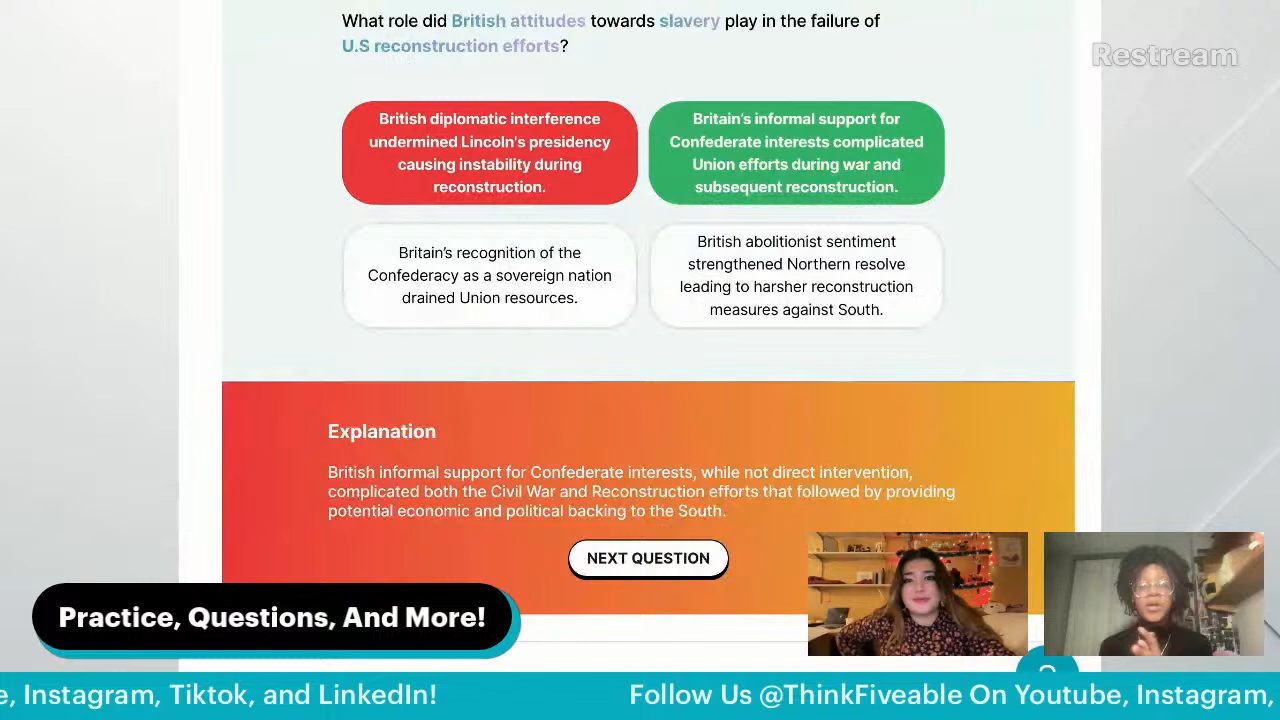 What role did British attitudes towards slavery play in the failure of
U.S reconstruction efforts?
Restream
British diplomatic interference
undermined Lincoln's presidency
causing instability during
reconstruction.
Britain’s informal support for
Confederate interests complicated
Union efforts during war and
subsequent reconstruction.
Britain’s recognition of the
Confederacy as a sovereign nation
drained Union resources.
British abolitionist sentiment
strengthened Northern resolve
leading to harsher reconstruction
measures against South.
Explanation
British informal support for Confederate interests, while not direct intervention,
complicated both the Civil War and Reconstruction efforts that followed by providing
potential economic and political backing to the South.
NEXT QUESTION
Practice, Questions, And More!
e, Instagram, Tiktok, and LinkedIn!
Follow Us @ThinkFiveable On Youtube, Instagram,